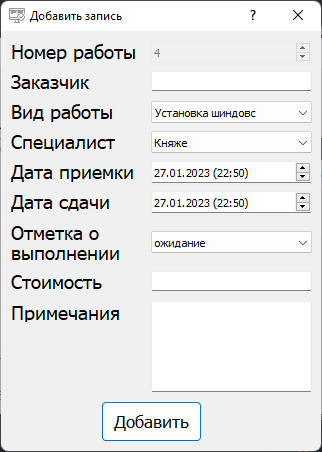 Добавить запись
?
Номер работы 4
Заказчик
Вид работы Установка шиндовс
Специалист Княже
Дата приемки 27.01.2023 (22:50)
Дата сдачи 27.01.2023 (22:50)
Отметка о
выполнении ожидание
Стоимость
Примечания
Добавить